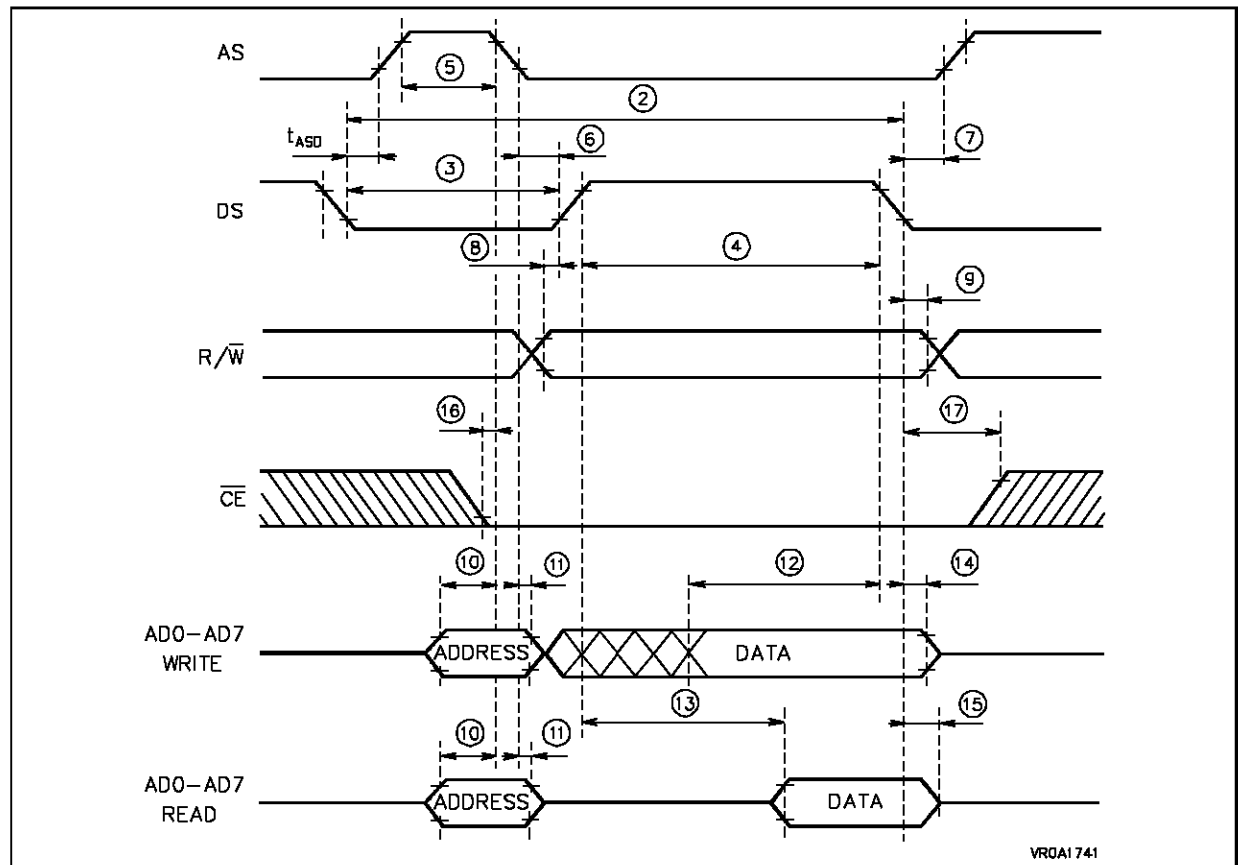 AS
⑤
②
tASD
⑥
⑦
③
DS
⑧
④
⑨
R/W̅
⑯
⑰
C̅E̅
⑩
⑪
⑫
⑭
AD0-AD7
WRITE
ADDRESS
DATA
⑬
⑮
⑩
⑪
AD0-AD7
READ
ADDRESS
DATA
VR0A1741